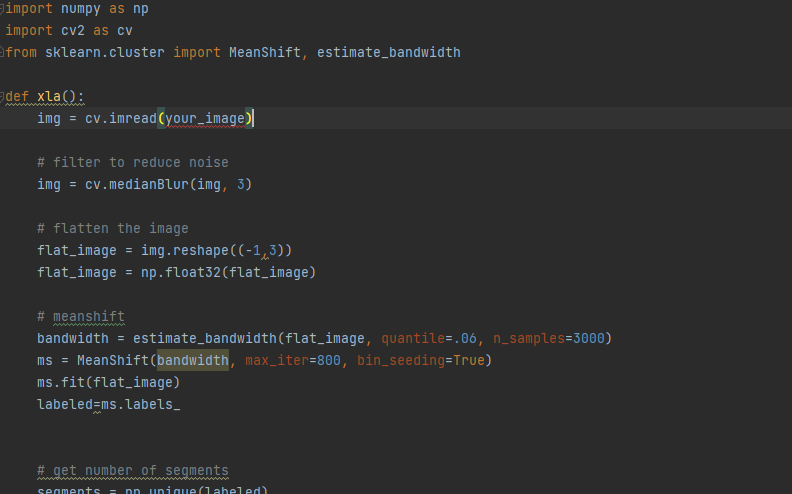 import numpy as np
import cv2 as cv
from sklearn.cluster import MeanShift, estimate_bandwidth
def xla():
img = cv.imread(your_image)
# filter to reduce noise
img = cv.medianBlur(img, 3)
# flatten the image
flat_image = img.reshape((-1,3))
flat_image = np.float32(flat_image)
# meanshift
bandwidth = estimate_bandwidth(flat_image, quantile=.06, n_samples=3000)
ms = MeanShift(bandwidth, max_iter=800, bin_seeding=True)
ms.fit(flat_image)
labeled=ms.labels_
# get number of segments
segments = np.unique(labeled)